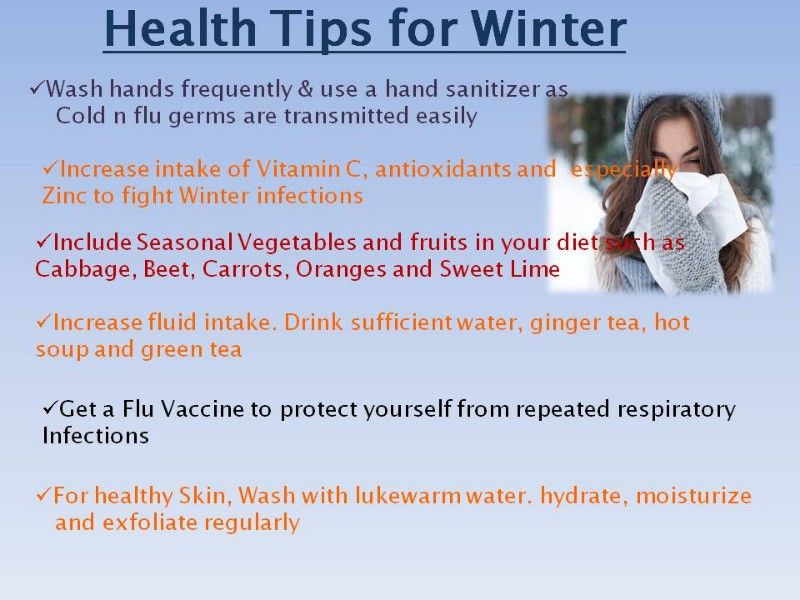 Health Tips for Winter
✓Wash hands frequently & use a hand sanitizer as
Cold n flu germs are transmitted easily
✓Increase intake of Vitamin C, antioxidants and especially
Zinc to fight Winter infections
✓Include Seasonal Vegetables and fruits in your diet such as
Cabbage, Beet, Carrots, Oranges and Sweet Lime
✓Increase fluid intake. Drink sufficient water, ginger tea, hot
soup and green tea
✓Get a Flu Vaccine to protect yourself from repeated respiratory
Infections
✓For healthy Skin, Wash with lukewarm water. hydrate, moisturize
and exfoliate regularly